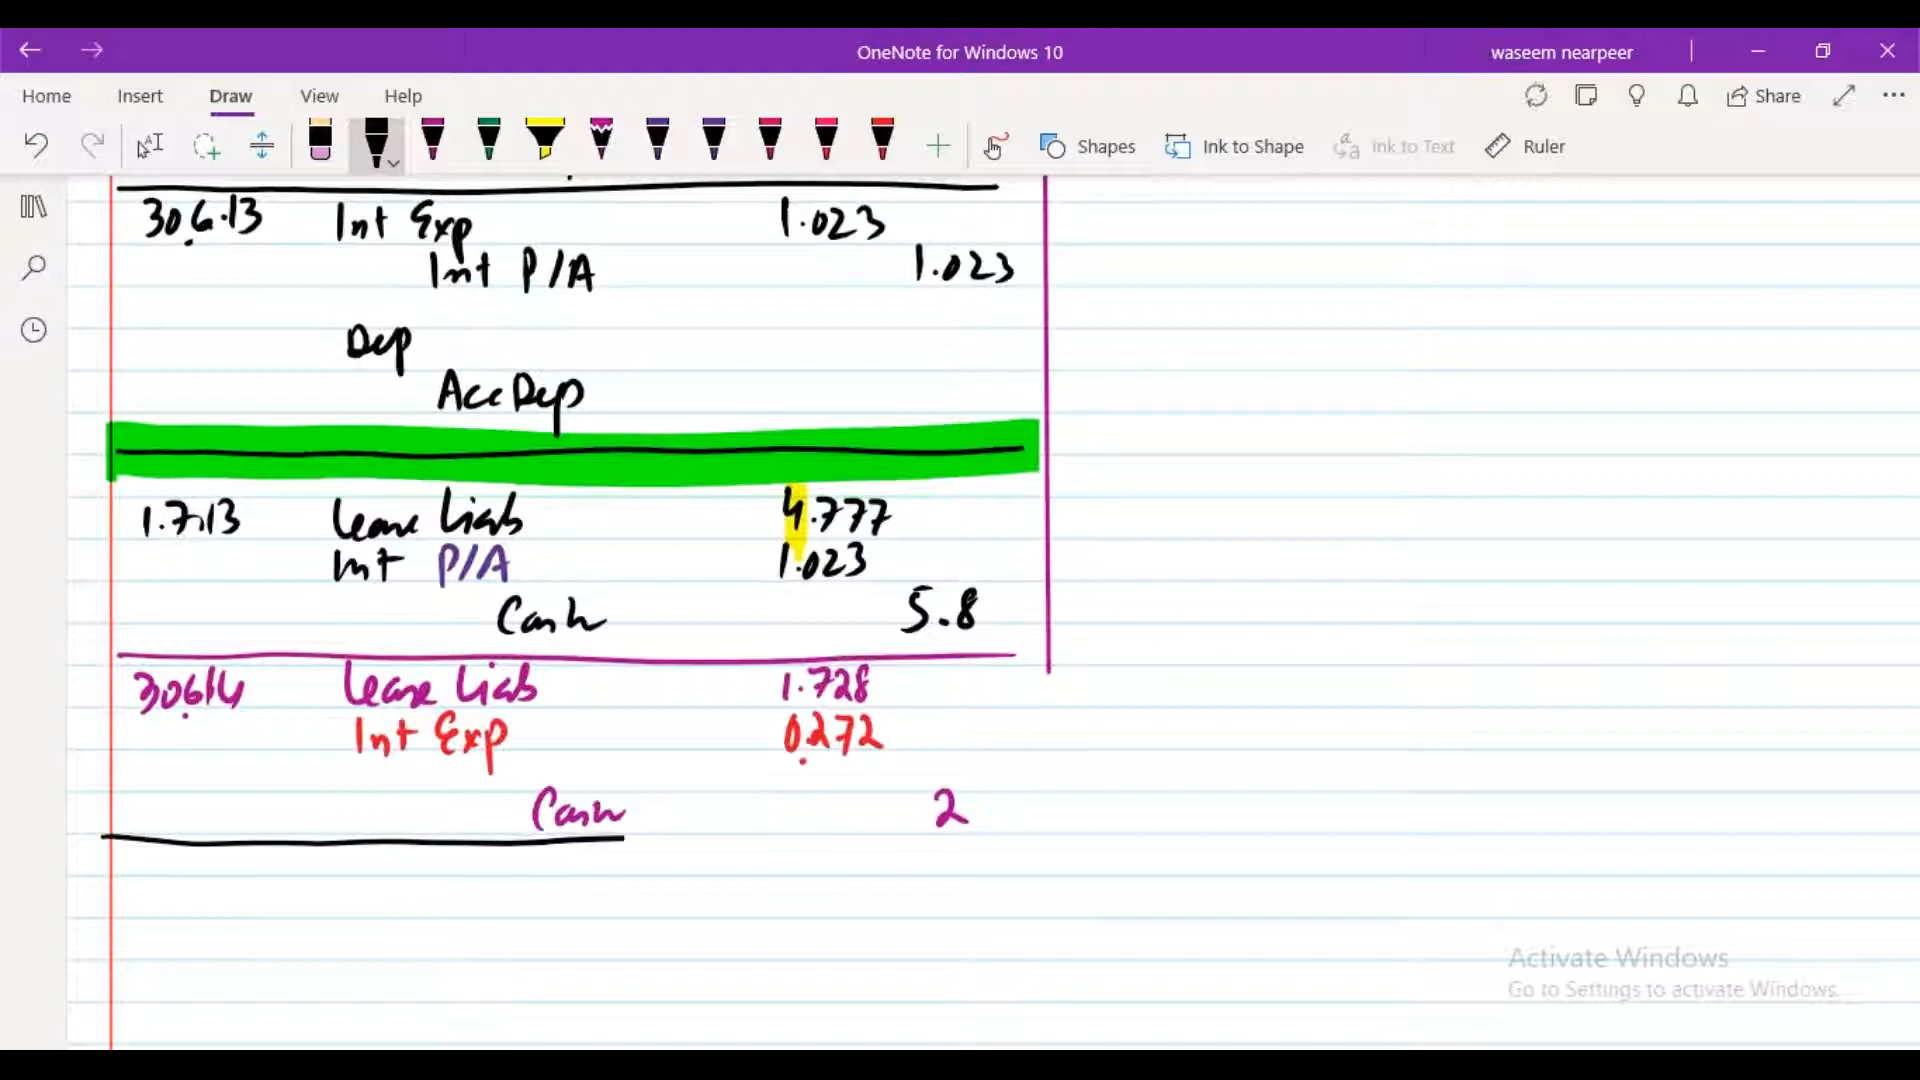 OneNote for Windows 10
waseem nearpeer
Home Insert Draw View Help
Share
Shapes Ink to Shape Ink to Text Ruler
30.6.13 Int Exp 1.023
Int P/A 1.023
Dep
Acc Dep
1.7.13 Lease Liab 4.777
Int P/A 1.023
Cash 5.8
30.6.14 Lease Liab 1.728
Int Exp 0.272
Cash 2
Activate Windows
Go to Settings to activate Windows.